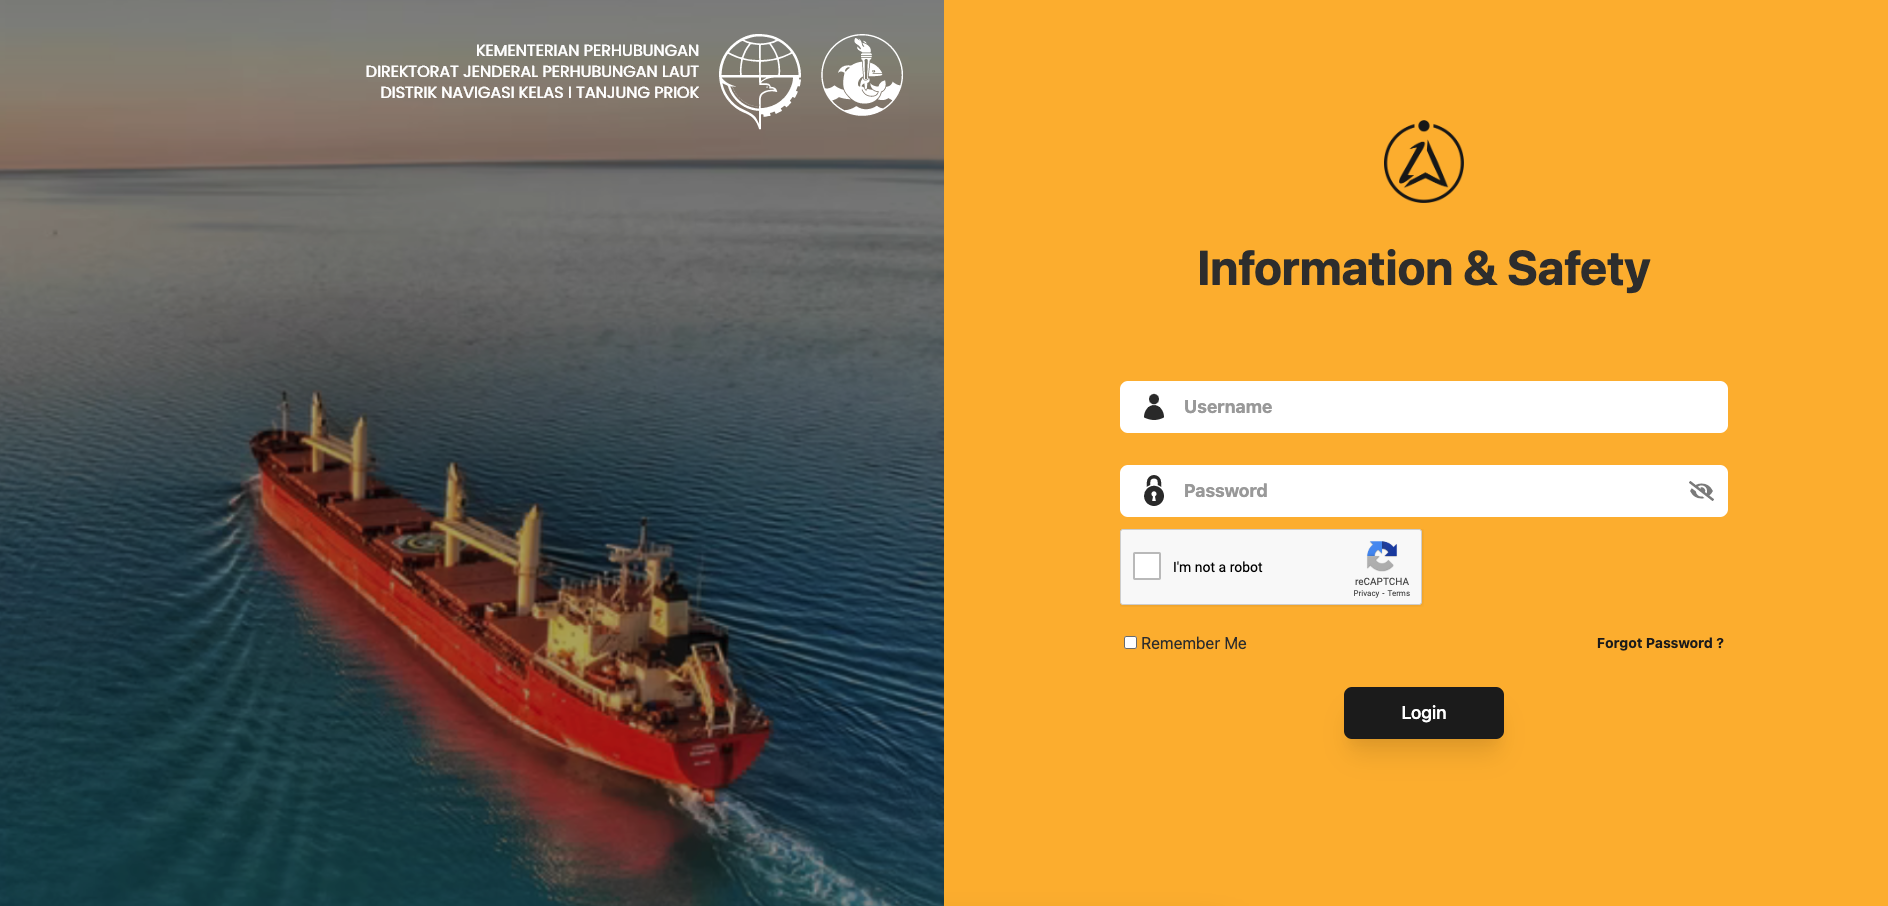 KEMENTERIAN PERHUBUNGAN
DIREKTORAT JENDERAL PERHUBUNGAN LAUT
DISTRIK NAVIGASI KELAS I TANJUNG PRIOK
Information & Safety
Username
Password
I'm not a robot
reCAPTCHA
Privacy - Terms
Remember Me
Forgot Password ?
Login